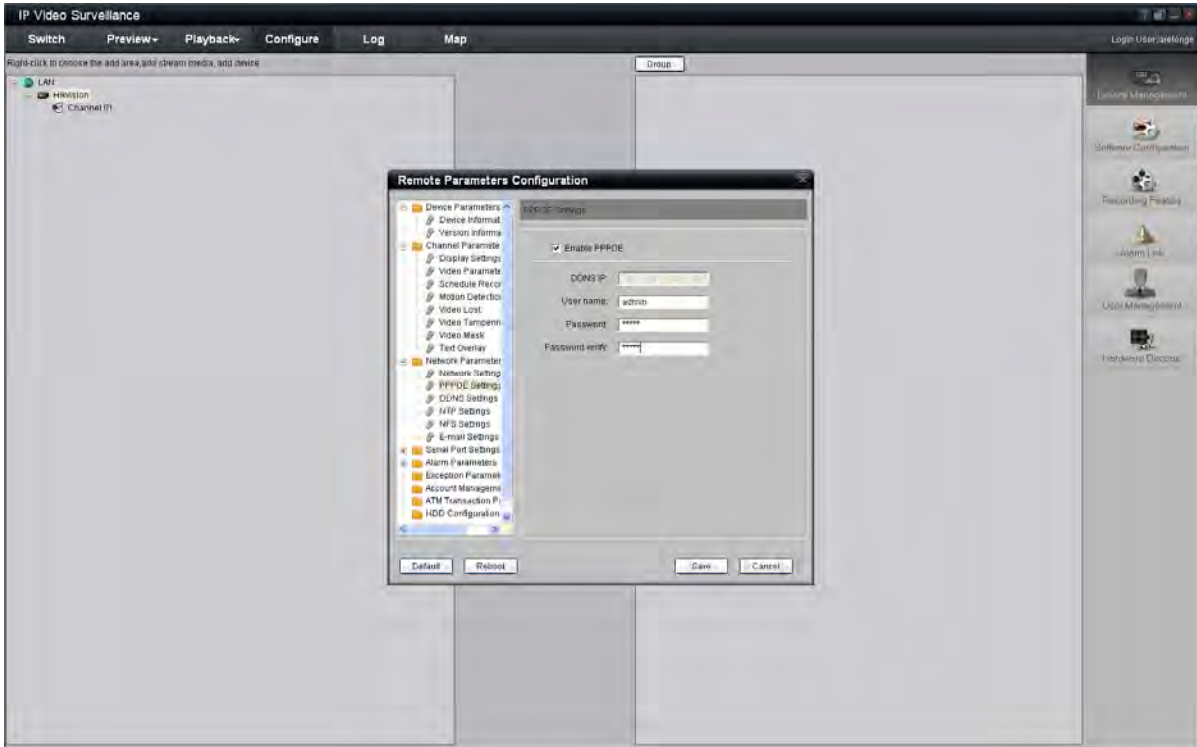 IP Video Surveillance
Switch Preview Playback Configure Log Map
Login User:
Right-click to choose the add area,add stream media, add device
Group
LAN
Hikvision
Channel 01
Device Management
Software Configuration
Recording
Alarm Link
User Management
Hardware Decode
Remote Parameters Configuration
Device Parameters
Device Informat
Version Informa
Channel Paramete
Display Settings
Video Paramete
Schedule Recor
Motion Detectio
Video Lost
Video Tamperin
Video Mask
Text Overlay
Network Parameter
Network Setting
PPPOE Settings
DDNS Settings
NTP Settings
NFS Settings
E-mail Settings
Serial Port Settings
Alarm Parameters
Exception Paramet
Account Manageme
ATM Transaction P
HDD Configuration
PPPOE Settings
Enable PPPOE
DDNS IP:
User name: admin
Password: *****
Password verify: *****
Default Reboot Save Cancel